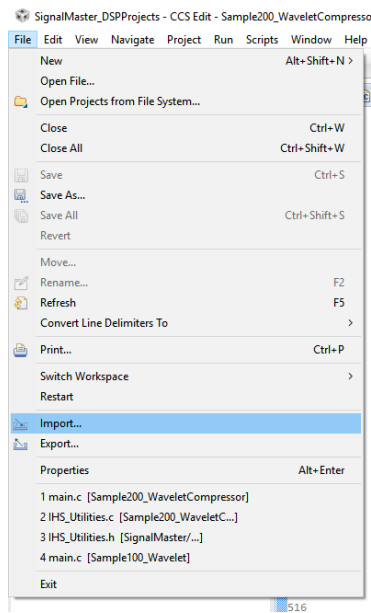 SignalMaster_DSPProjects - CCS Edit - Sample200_WaveletCompresso
File Edit View Navigate Project Run Scripts Window Help
New Alt+Shift+N >
Open File...
Open Projects from File System...
Close Ctrl+W
Close All Ctrl+Shift+W
Save Ctrl+S
Save As...
Save All Ctrl+Shift+S
Revert
Move...
Rename... F2
Refresh F5
Convert Line Delimiters To >
Print... Ctrl+P
Switch Workspace >
Restart
Import...
Export...
Properties Alt+Enter
1 main.c [Sample200_WaveletCompressor]
2 IHS_Utilities.c [Sample200_WaveletC...]
3 IHS_Utilities.h [SignalMaster/...]
4 main.c [Sample100_Wavelet]
Exit
516